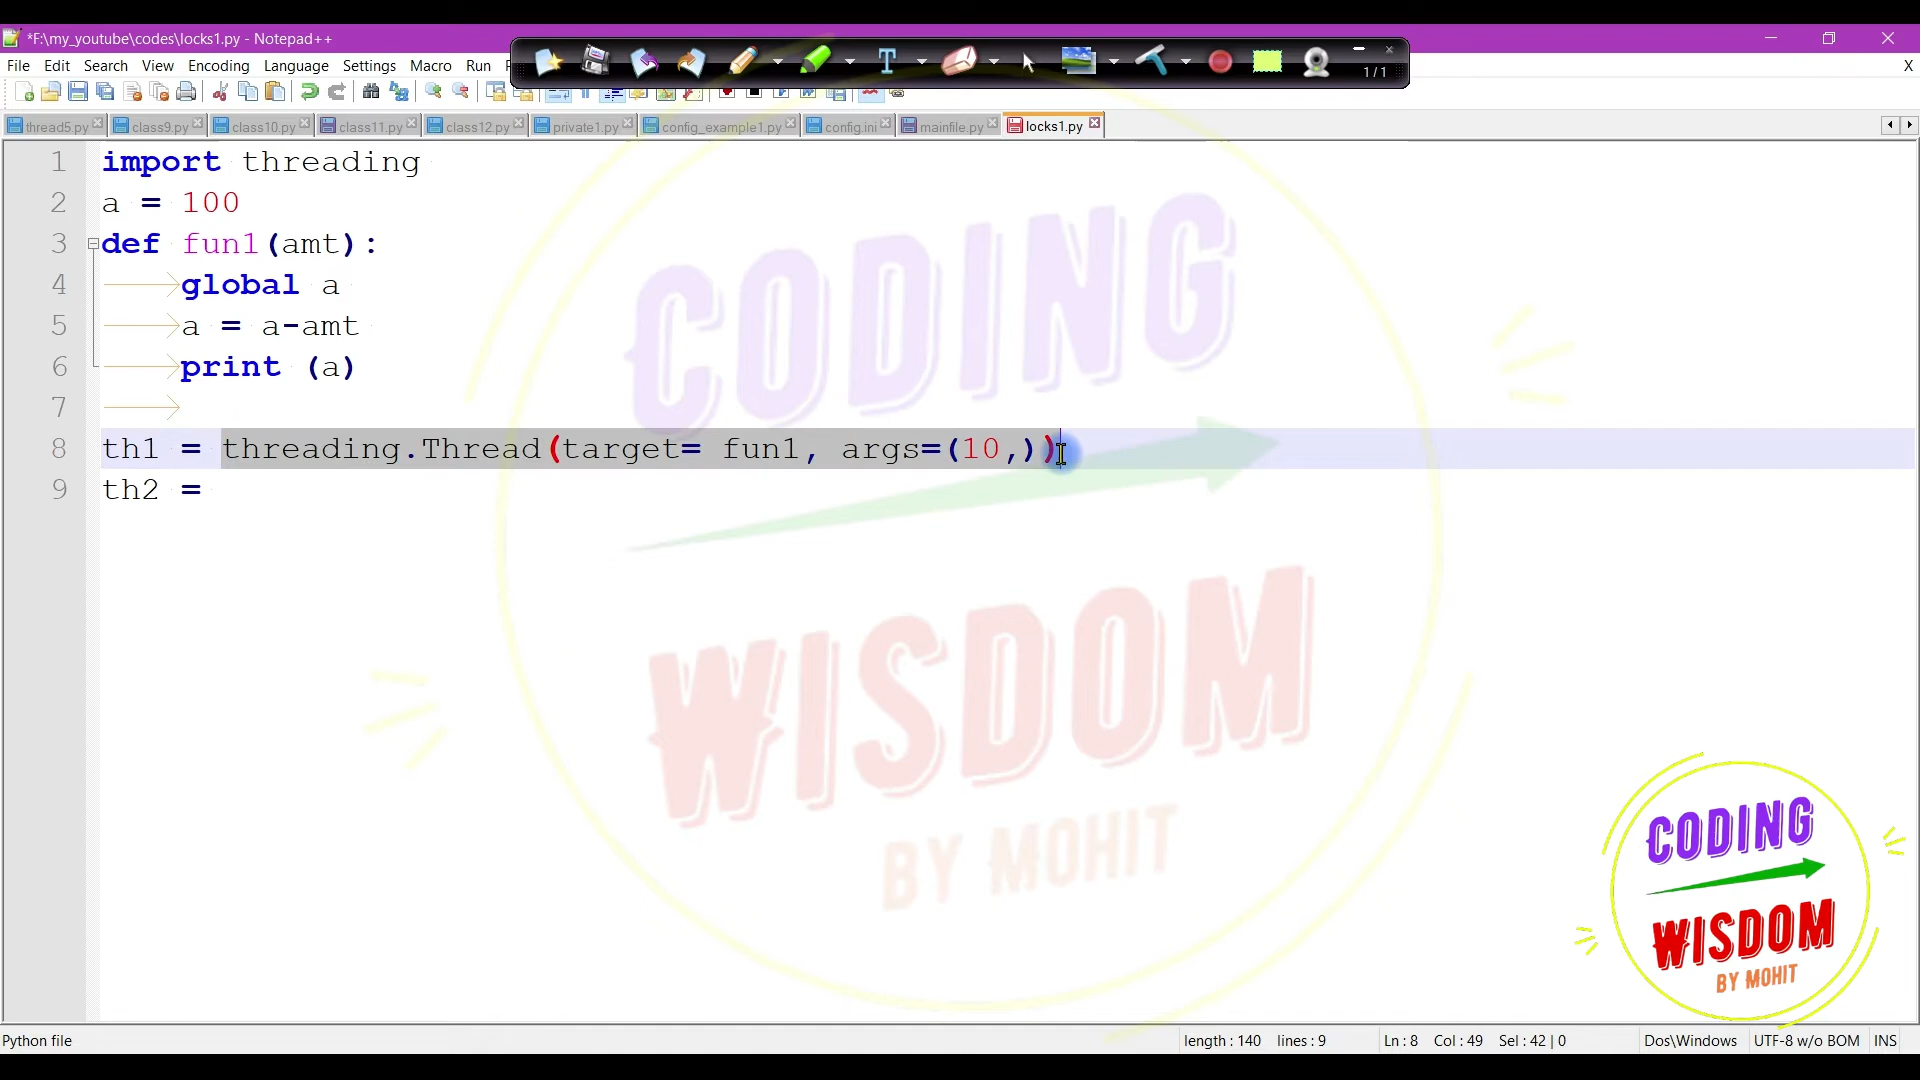 *F:\my_youtube\codes\locks1.py - Notepad++
File Edit Search View Encoding Language Settings Macro Run
X
1/1
thread5.py class9.py class10.py class11.py class12.py private1.py config_example1.py config.ini mainfile.py locks1.py
1 import threading
2 a = 100
3 def fun1(amt):
4 global a
5 a = a-amt
6 print (a)
7
8 th1 = threading.Thread(target= fun1, args=(10,))
9 th2 =
CODING
WISDOM
BY MOHIT
CODING
WISDOM
BY MOHIT
Python file length : 140 lines : 9 Ln : 8 Col : 49 Sel : 42 | 0 Dos\Windows UTF-8 w/o BOM INS